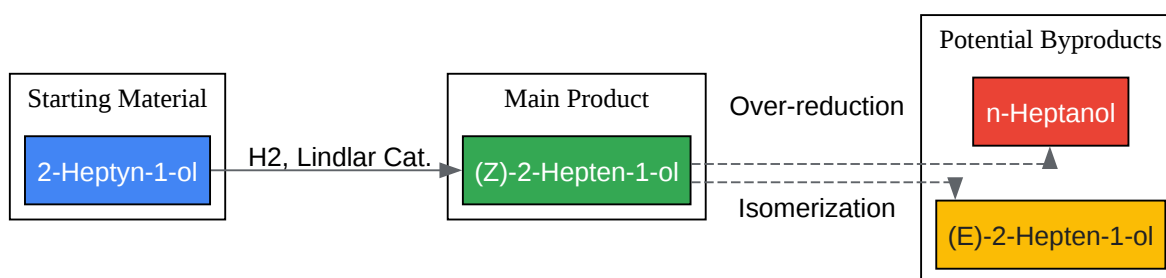 Starting Material
2-Heptyn-1-ol
H2, Lindlar Cat.
Main Product
(Z)-2-Hepten-1-ol
Over-reduction
Isomerization
Potential Byproducts
n-Heptanol
(E)-2-Hepten-1-ol